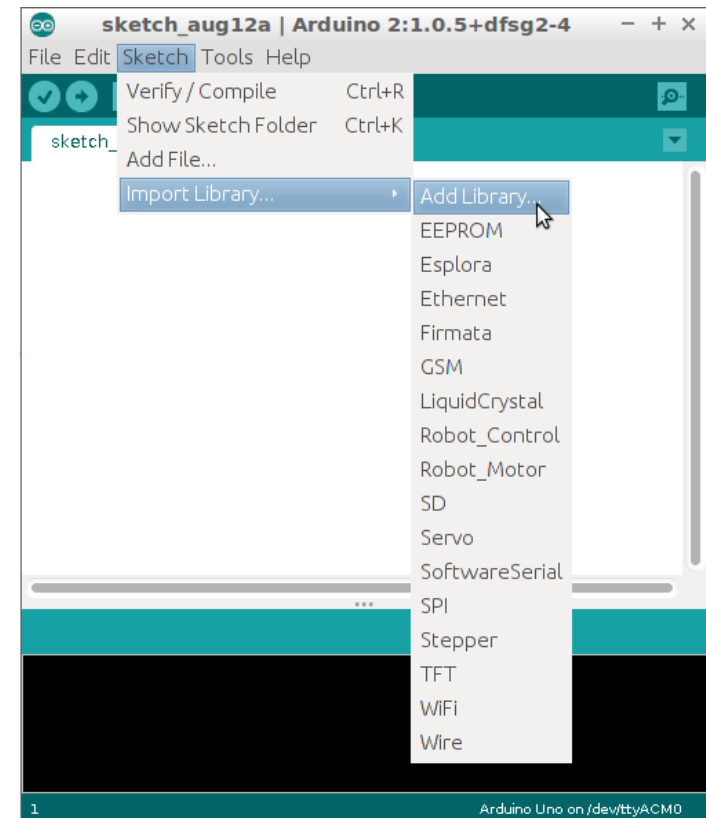 sketch_aug12a | Arduino 2:1.0.5+dfsg2-4
File Edit Sketch Tools Help
Verify / Compile Ctrl+R
Show Sketch Folder Ctrl+K
sketch_
Add File...
Import Library...
Add Library...
EEPROM
Esplora
Ethernet
Firmata
GSM
LiquidCrystal
Robot_Control
Robot_Motor
SD
Servo
SoftwareSerial
SPI
Stepper
TFT
WiFi
Wire
1 Arduino Uno on /dev/ttyACM0